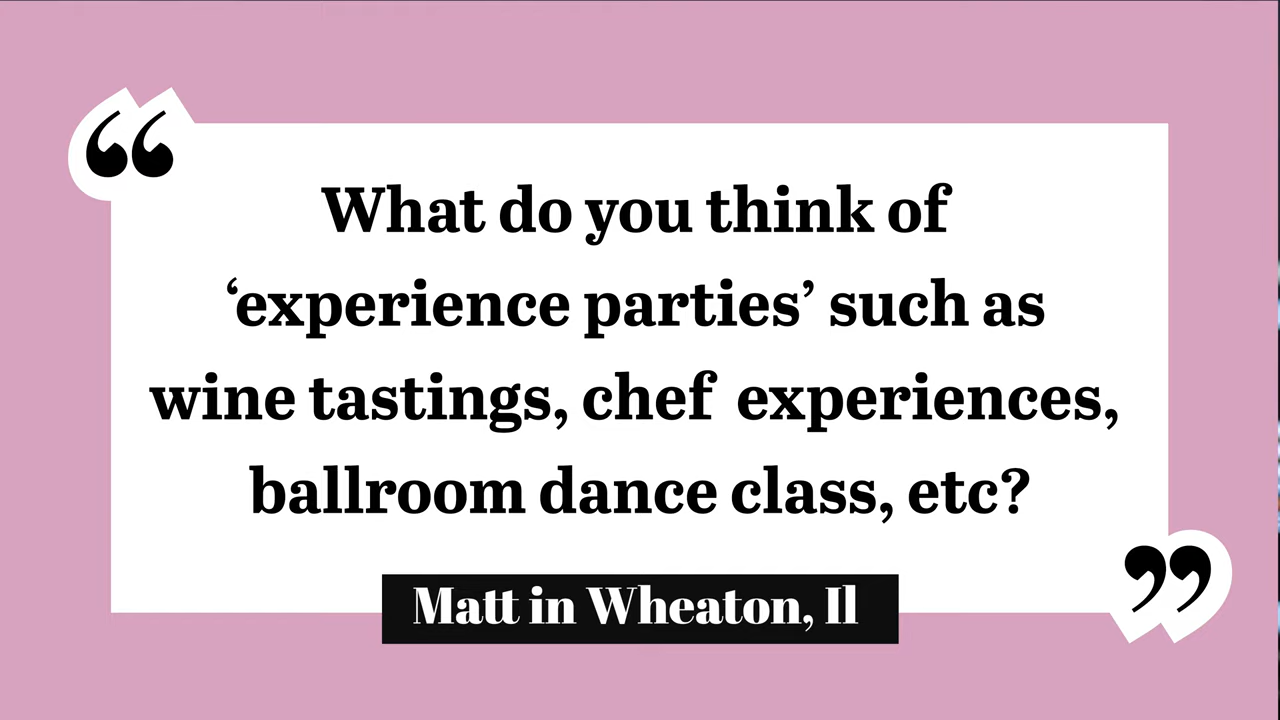 “
What do you think of
‘experience parties’ such as
wine tastings, chef experiences,
ballroom dance class, etc?
”
Matt in Wheaton, Il